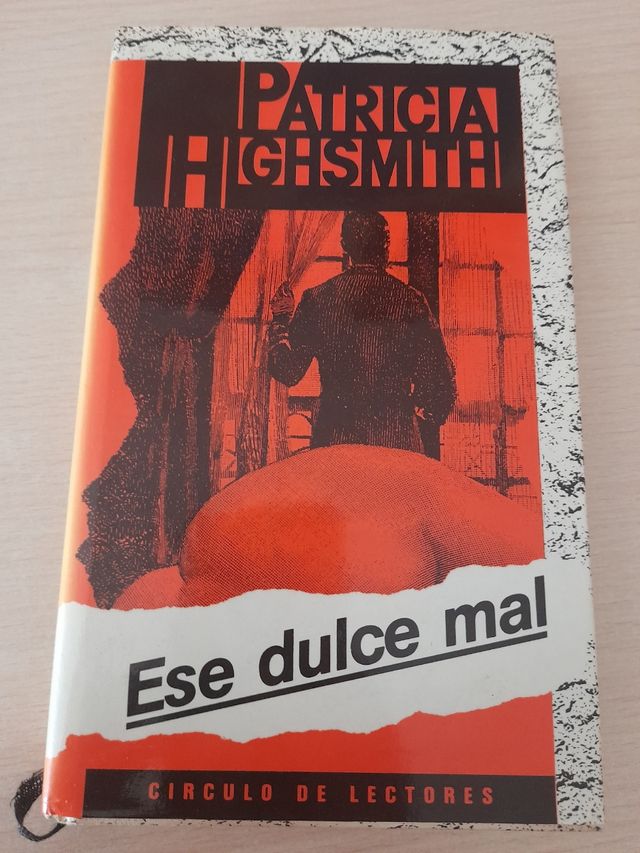 PATRICIA
HIGHSMITH
Ese dulce mal
CIRCULO DE LECTORES